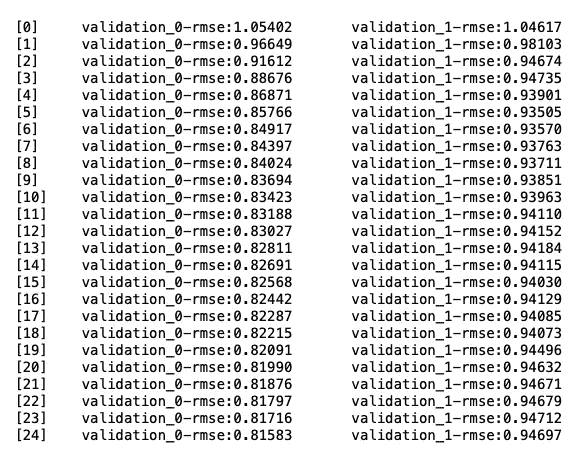 [0] validation_0-rmse:1.05402 validation_1-rmse:1.04617
[1] validation_0-rmse:0.96649 validation_1-rmse:0.98103
[2] validation_0-rmse:0.91612 validation_1-rmse:0.94674
[3] validation_0-rmse:0.88676 validation_1-rmse:0.94735
[4] validation_0-rmse:0.86871 validation_1-rmse:0.93901
[5] validation_0-rmse:0.85766 validation_1-rmse:0.93505
[6] validation_0-rmse:0.84917 validation_1-rmse:0.93570
[7] validation_0-rmse:0.84397 validation_1-rmse:0.93763
[8] validation_0-rmse:0.84024 validation_1-rmse:0.93711
[9] validation_0-rmse:0.83694 validation_1-rmse:0.93851
[10] validation_0-rmse:0.83423 validation_1-rmse:0.93963
[11] validation_0-rmse:0.83188 validation_1-rmse:0.94110
[12] validation_0-rmse:0.83027 validation_1-rmse:0.94152
[13] validation_0-rmse:0.82811 validation_1-rmse:0.94184
[14] validation_0-rmse:0.82691 validation_1-rmse:0.94115
[15] validation_0-rmse:0.82568 validation_1-rmse:0.94030
[16] validation_0-rmse:0.82442 validation_1-rmse:0.94129
[17] validation_0-rmse:0.82287 validation_1-rmse:0.94085
[18] validation_0-rmse:0.82215 validation_1-rmse:0.94073
[19] validation_0-rmse:0.82091 validation_1-rmse:0.94496
[20] validation_0-rmse:0.81990 validation_1-rmse:0.94632
[21] validation_0-rmse:0.81876 validation_1-rmse:0.94671
[22] validation_0-rmse:0.81797 validation_1-rmse:0.94679
[23] validation_0-rmse:0.81716 validation_1-rmse:0.94712
[24] validation_0-rmse:0.81583 validation_1-rmse:0.94697